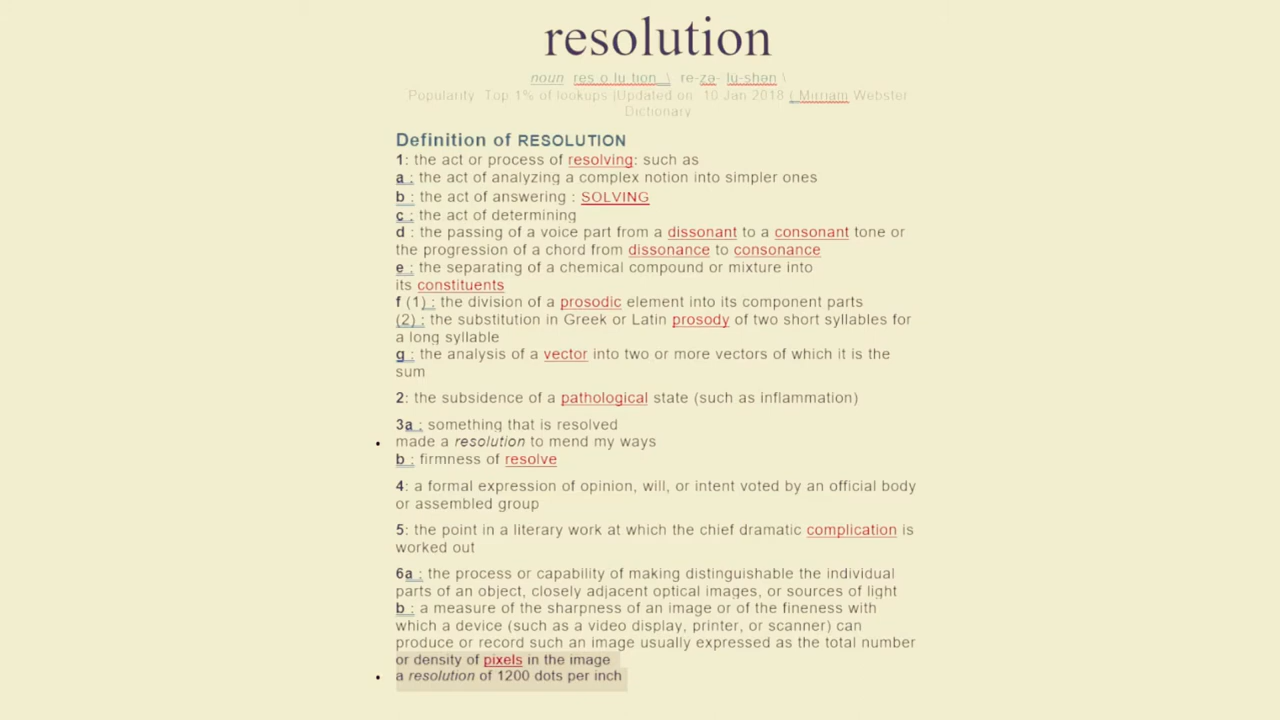 resolution
noun res o lu tion \ re-zə- lü-shən \
Popularity: Top 1% of lookups |Updated on: 10 Jan 2018 ( Mirriam Webster
Dictionary
Definition of RESOLUTION
1: the act or process of resolving: such as
a : the act of analyzing a complex notion into simpler ones
b : the act of answering : SOLVING
c : the act of determining
d : the passing of a voice part from a dissonant to a consonant tone or
the progression of a chord from dissonance to consonance
e : the separating of a chemical compound or mixture into
its constituents
f (1) : the division of a prosodic element into its component parts
(2) : the substitution in Greek or Latin prosody of two short syllables for
a long syllable
g : the analysis of a vector into two or more vectors of which it is the
sum
2: the subsidence of a pathological state (such as inflammation)
3a : something that is resolved
• made a resolution to mend my ways
b : firmness of resolve
4: a formal expression of opinion, will, or intent voted by an official body
or assembled group
5: the point in a literary work at which the chief dramatic complication is
worked out
6a : the process or capability of making distinguishable the individual
parts of an object, closely adjacent optical images, or sources of light
b : a measure of the sharpness of an image or of the fineness with
which a device (such as a video display, printer, or scanner) can
produce or record such an image usually expressed as the total number
or density of pixels in the image
• a resolution of 1200 dots per inch